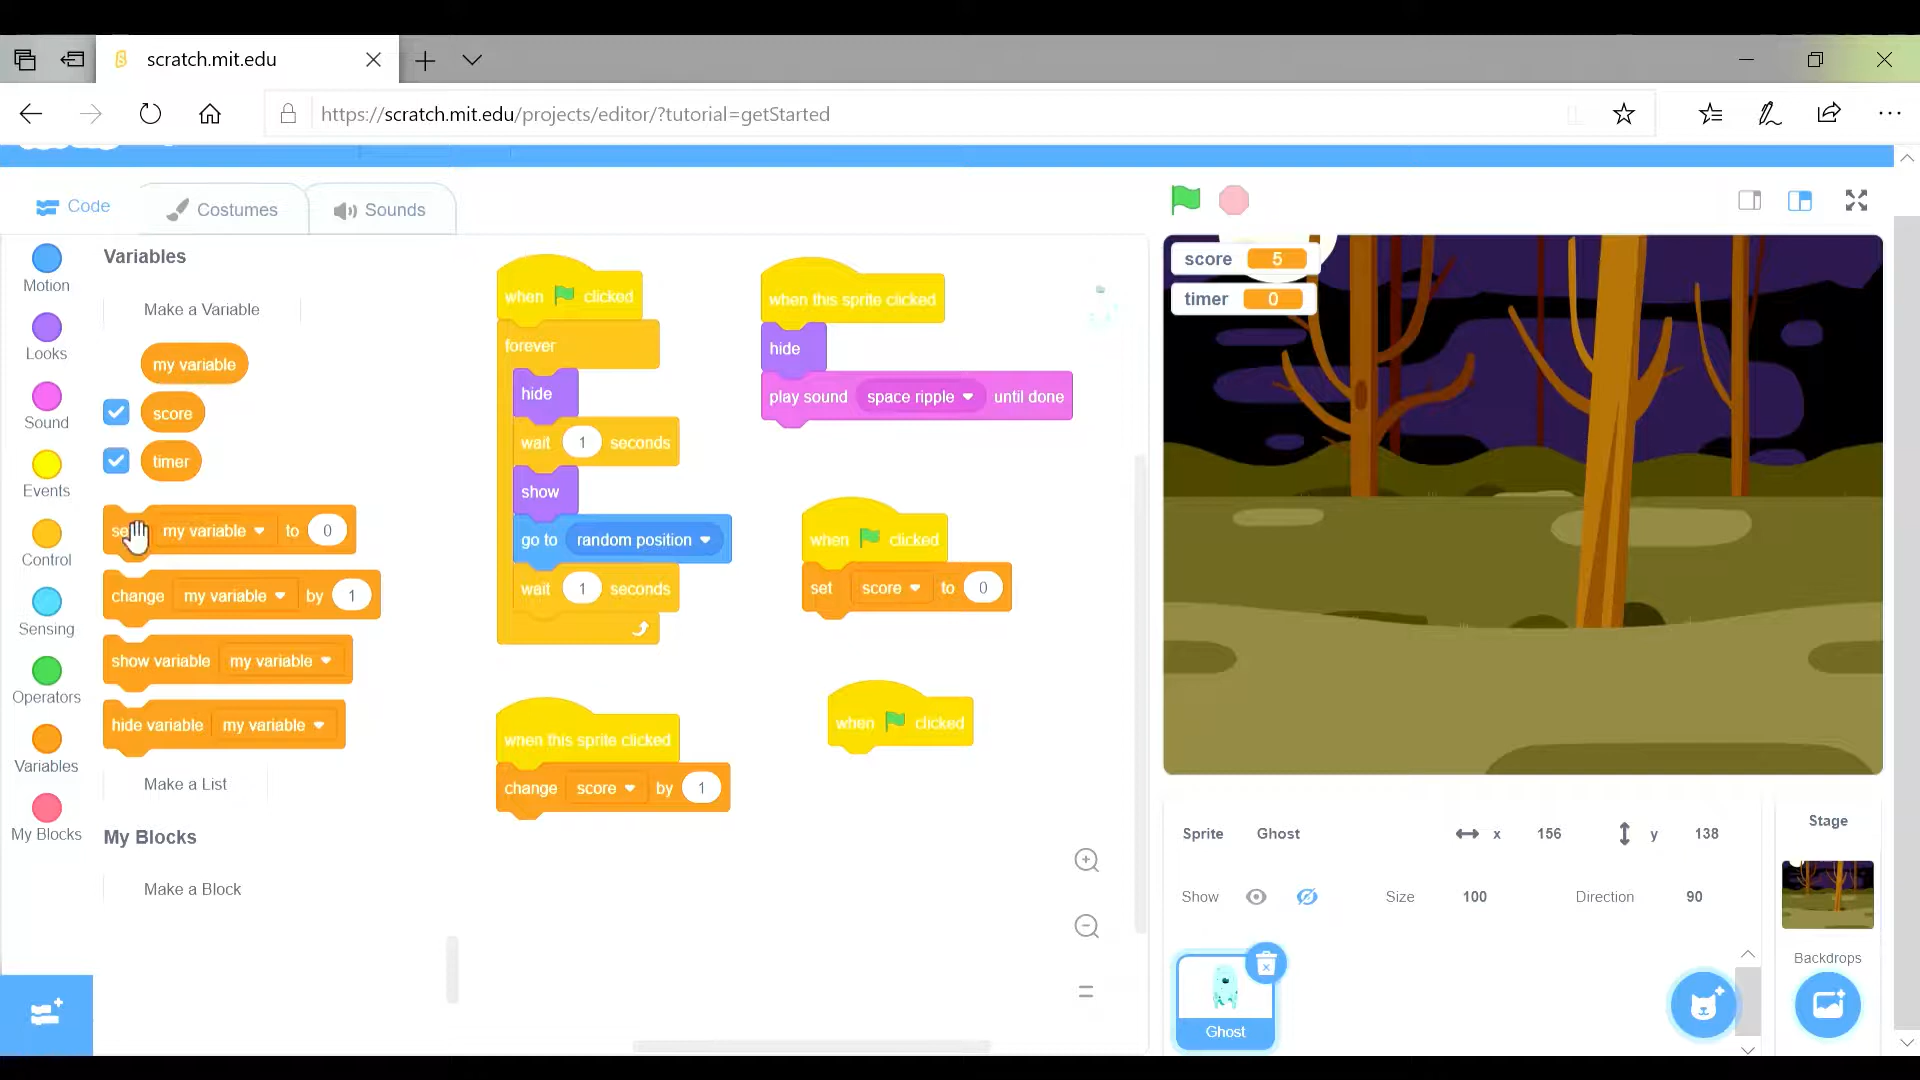 scratch.mit.edu
https://scratch.mit.edu/projects/editor/?tutorial=getStarted
Code
Costumes
Sounds
Motion
Looks
Sound
Events
Control
Sensing
Operators
Variables
My Blocks
Variables
Make a Variable
my variable
score
timer
my variable to 0
change my variable by 1
show variable my variable
hide variable my variable
Make a List
My Blocks
Make a Block
when clicked
forever
hide
wait 1 seconds
show
go to random position
wait 1 seconds
when this sprite clicked
change score by 1
when this sprite clicked
hide
play sound space ripple until done
when clicked
set score to 0
when clicked
score 5
timer 0
Sprite Ghost x 156 y 138
Show Size 100 Direction 90
Ghost
Stage
Backdrops